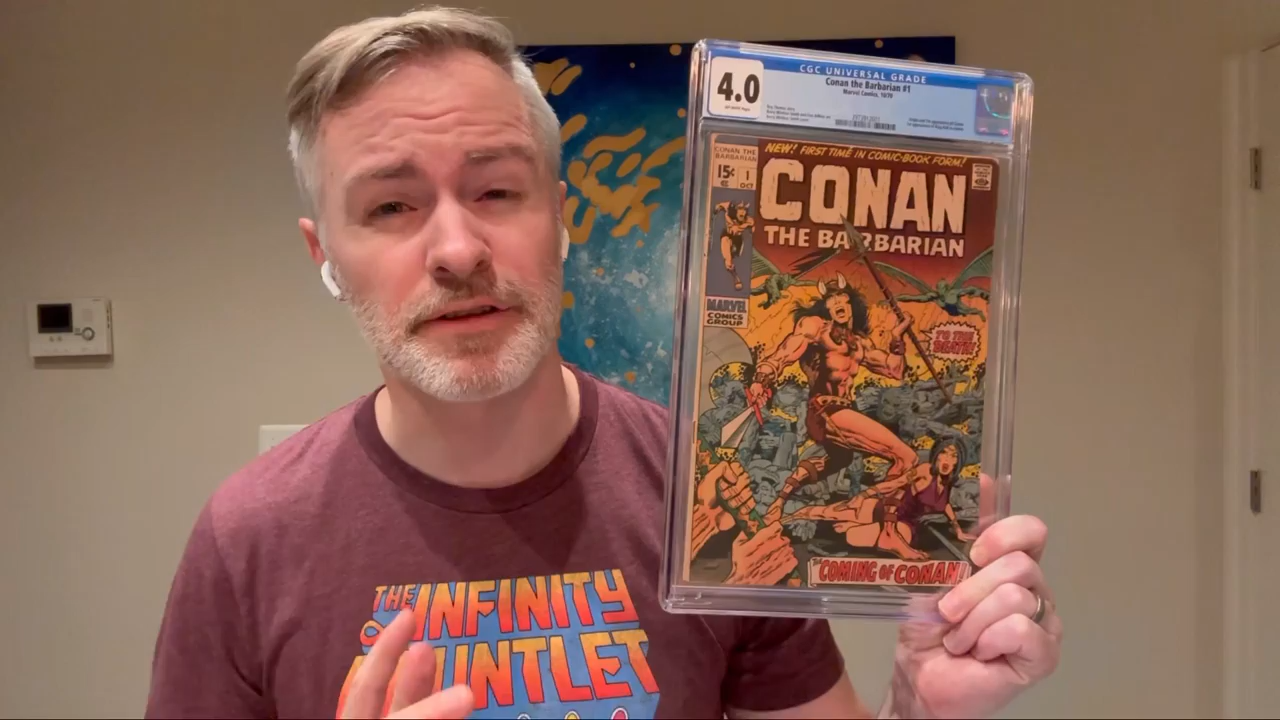 CGC UNIVERSAL GRADE
4.0
Conan the Barbarian #1
Marvel Comics, 10/70
CONAN THE
BARBARIAN
NEW! FIRST TIME IN COMIC-BOOK FORM!
15¢
1
OCT
CONAN
THE BARBARIAN
MARVEL
COMICS
GROUP
TO THE
DEATH!
THE COMING OF CONAN!
THE INFINITY